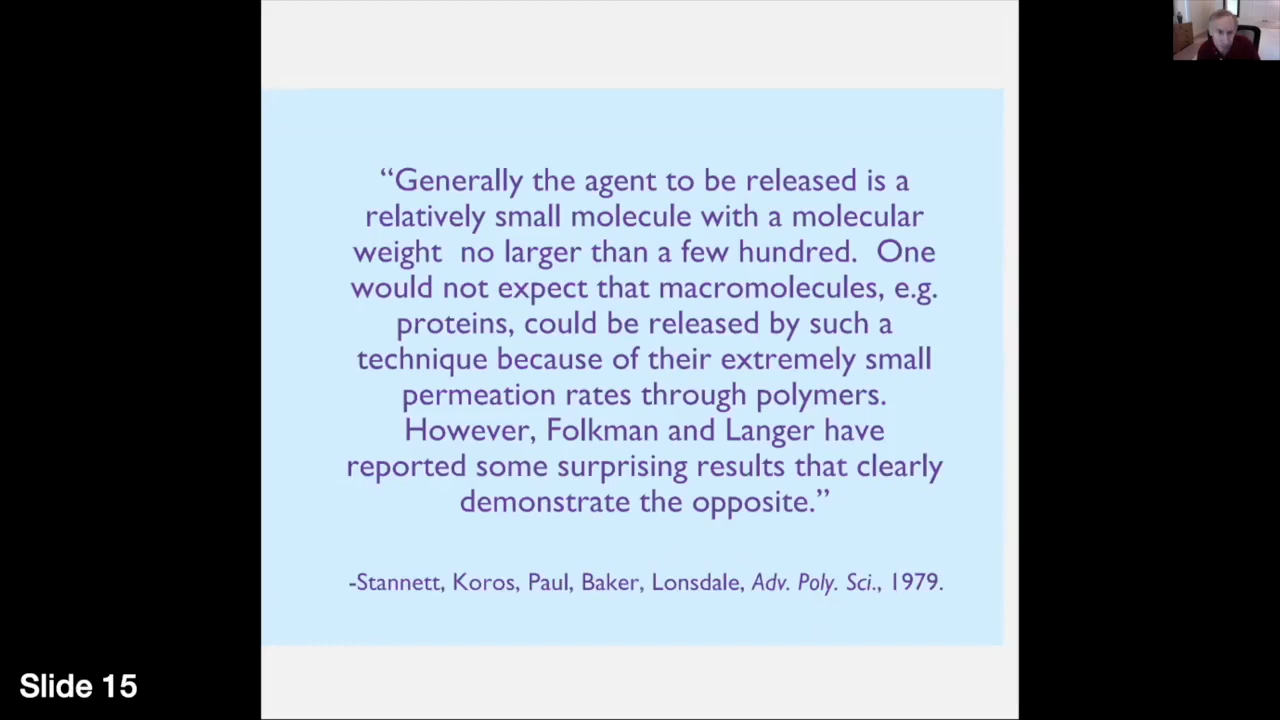 “Generally the agent to be released is a
relatively small molecule with a molecular
weight  no larger than a few hundred.  One
would not expect that macromolecules, e.g.
proteins, could be released by such a
technique because of their extremely small
permeation rates through polymers.
However, Folkman and Langer have
reported some surprising results that clearly
demonstrate the opposite.”
-Stannett, Koros, Paul, Baker, Lonsdale, Adv. Poly. Sci., 1979.
Slide 15